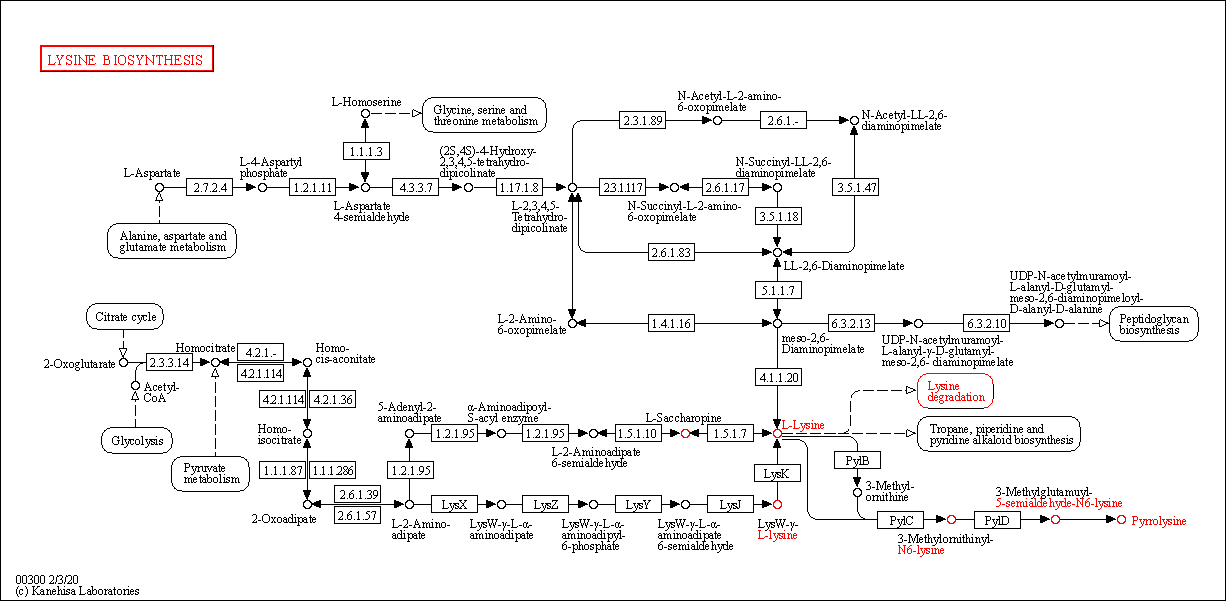 LYSINE BIOSYNTHESIS
L-Homoserine
Glycine, serine and
threonine metabolism
N-Acetyl-L-2-amino-
6-oxopimelate
2.3.1.89
2.6.1.-
N-Acetyl-LL-2,6-
diaminopimelate
1.1.1.3
L-Aspartate
2.7.2.4
L-4-Aspartyl
phosphate
1.2.1.11
L-Aspartate
4-semialdehyde
4.3.3.7
(2S,4S)-4-Hydroxy-
2,3,4,5-tetrahydro-
dipicolinate
1.17.1.8
L-2,3,4,5-
Tetrahydro-
dipicolinate
2.3.1.117
N-Succinyl-L-2-amino-
6-oxopimelate
2.6.1.17
N-Succinyl-LL-2,6-
diaminopimelate
3.5.1.47
3.5.1.18
Alanine, aspartate and
glutamate metabolism
2.6.1.83
LL-2,6-Diaminopimelate
5.1.1.7
UDP-N-acetylmuramoyl-
L-alanyl-D-glutamyl-
meso-2,6-diaminopimeloyl-
D-alanyl-D-alanine
Citrate cycle
L-2-Amino-
6-oxopimelate
1.4.1.16
meso-2,6-
Diaminopimelate
6.3.2.13
UDP-N-acetylmuramoyl-
L-alanyl-γ-D-glutamyl-
meso-2,6- diaminopimelate
6.3.2.10
Peptidoglycan
biosynthesis
2-Oxoglutarate
2.3.3.14
Homocitrate
4.2.1.-
4.2.1.114
Homo-
cis-aconitate
Acetyl-
CoA
4.2.1.114
4.2.1.36
4.1.1.20
Lysine
degradation
Glycolysis
Homo-
isocitrate
5-Adenyl-2-
aminoadipate
1.2.1.95
α-Aminoadipoyl-
S-acyl enzyme
1.2.1.95
L-2-Aminoadipate
6-semialdehyde
1.5.1.10
L-Saccharopine
1.5.1.7
L-Lysine
Tropane, piperidine and
pyridine alkaloid biosynthesis
Pyruvate
metabolism
1.1.1.87
1.1.1.286
1.2.1.95
LysK
PylB
3-Methyl-
ornithine
2-Oxoadipate
2.6.1.39
2.6.1.57
L-2-Amino-
adipate
LysX
LysW-γ-L-α-
aminoadipate
LysZ
LysW-γ-L-α-
aminoadipyl-
6-phosphate
LysY
LysW-γ-L-α-
aminoadipate
6-semialdehyde
LysJ
LysW-γ-
L-lysine
PylC
3-Methylornithinyl-
N6-lysine
PylD
3-Methylglutamuyl-
5-semialdehyde-N6-lysine
Pyrrolysine
00300 2/3/20
(c) Kanehisa Laboratories